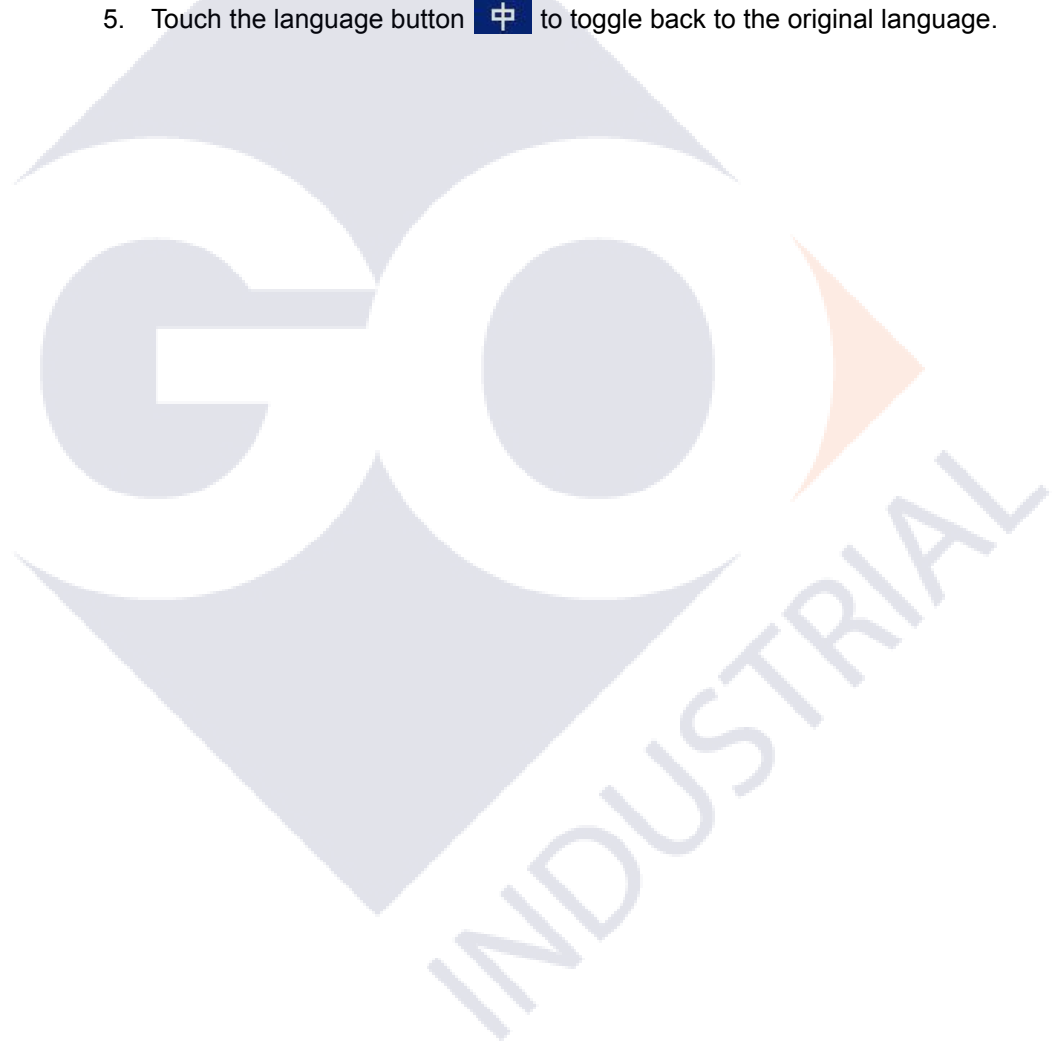 5. Touch the language button 中 to toggle back to the original language.
GO
INDUSTRIAL